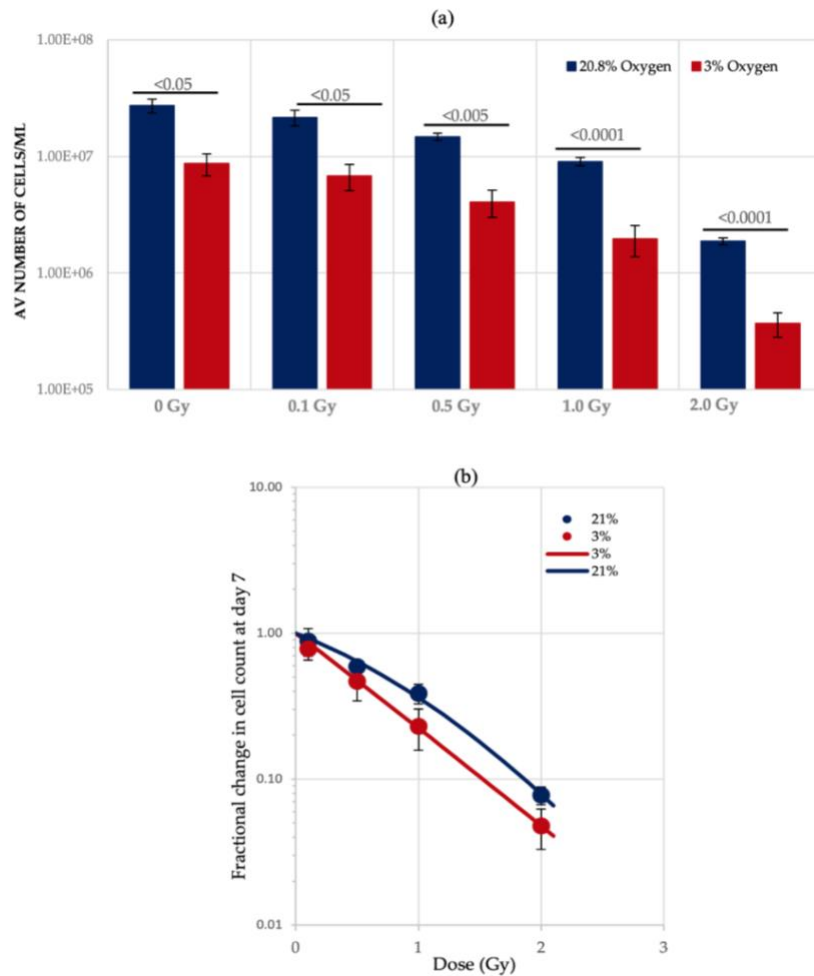 (a)
1.00E+08
20.8% Oxygen
3% Oxygen
<0.05
<0.05
<0.005
<0.0001
<0.0001
1.00E+07
1.00E+06
1.00E+05
AV NUMBER OF CELLS/ML
0 Gy
0.1 Gy
0.5 Gy
1.0 Gy
2.0 Gy
(b)
10.00
21%
3%
3%
21%
1.00
0.10
0.01
Fractional change in cell count at day 7
0
1
2
3
Dose (Gy)